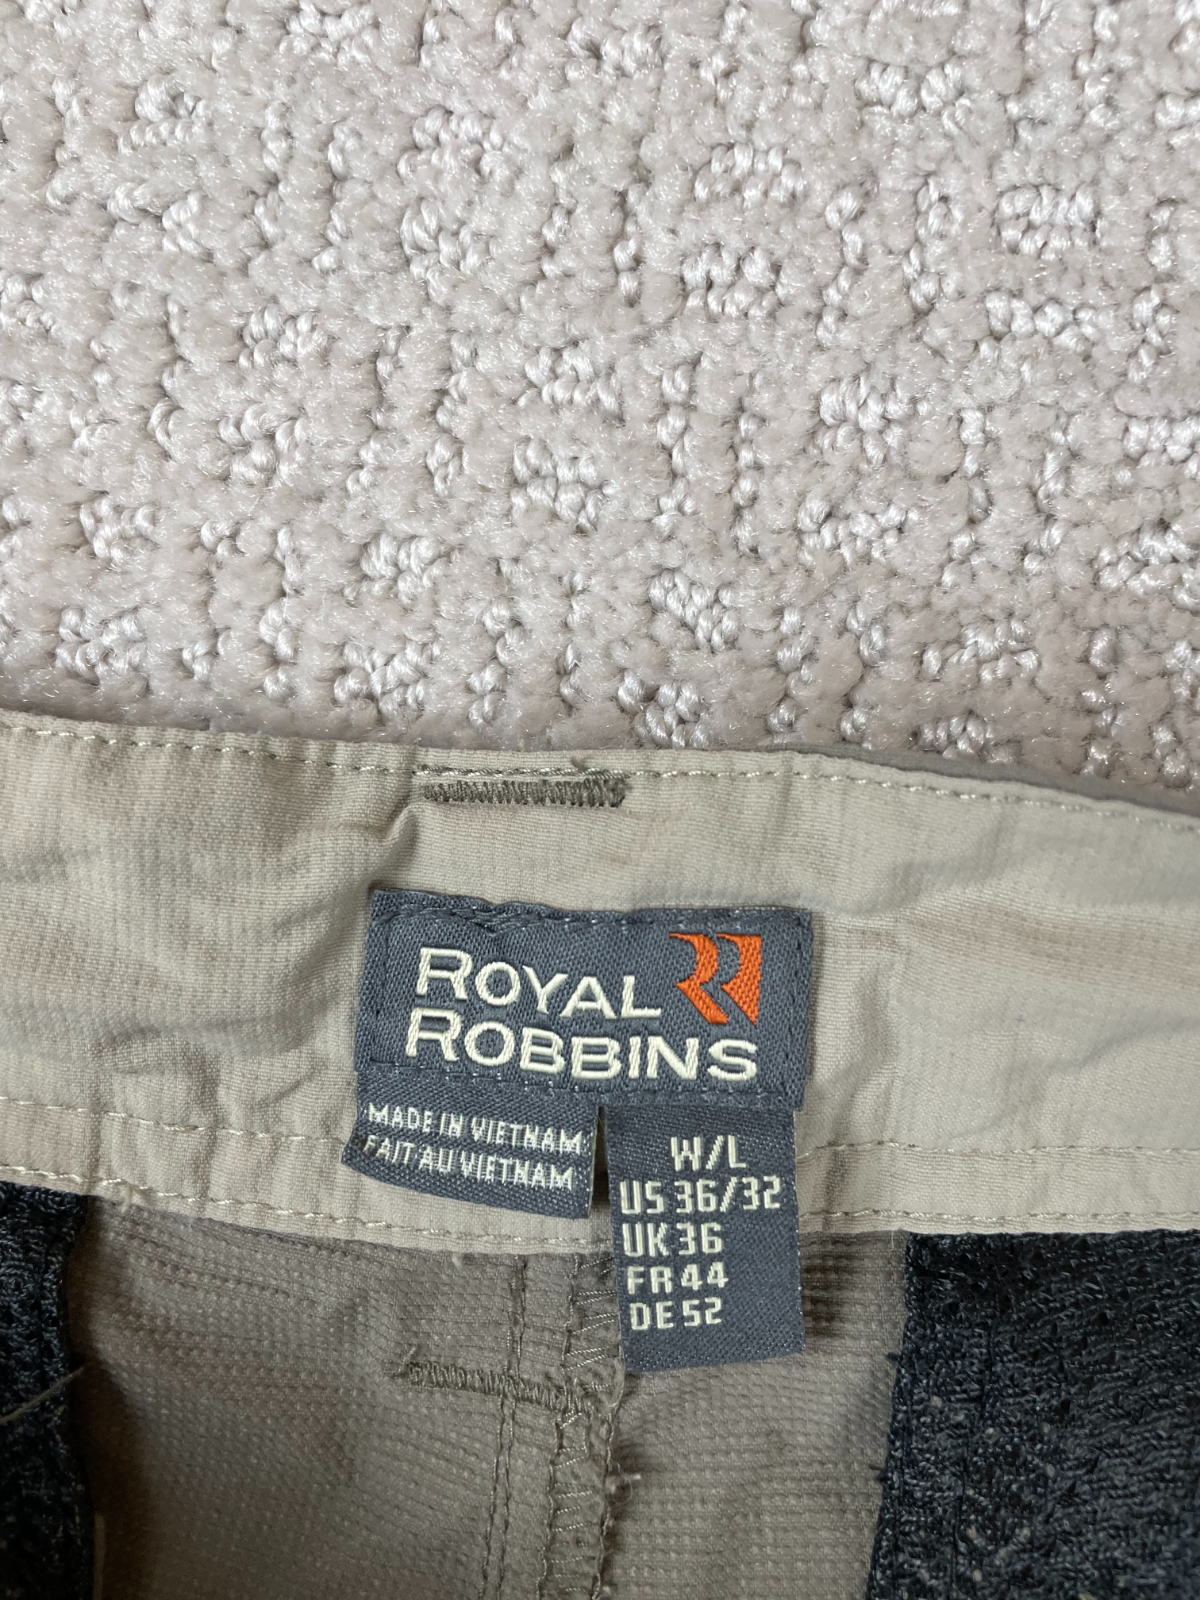 ROYAL
ROBBINS
MADE IN VIETNAM
FAIT AU VIETNAM
W/L
US 36/32
UK 36
FR 44
DE 52